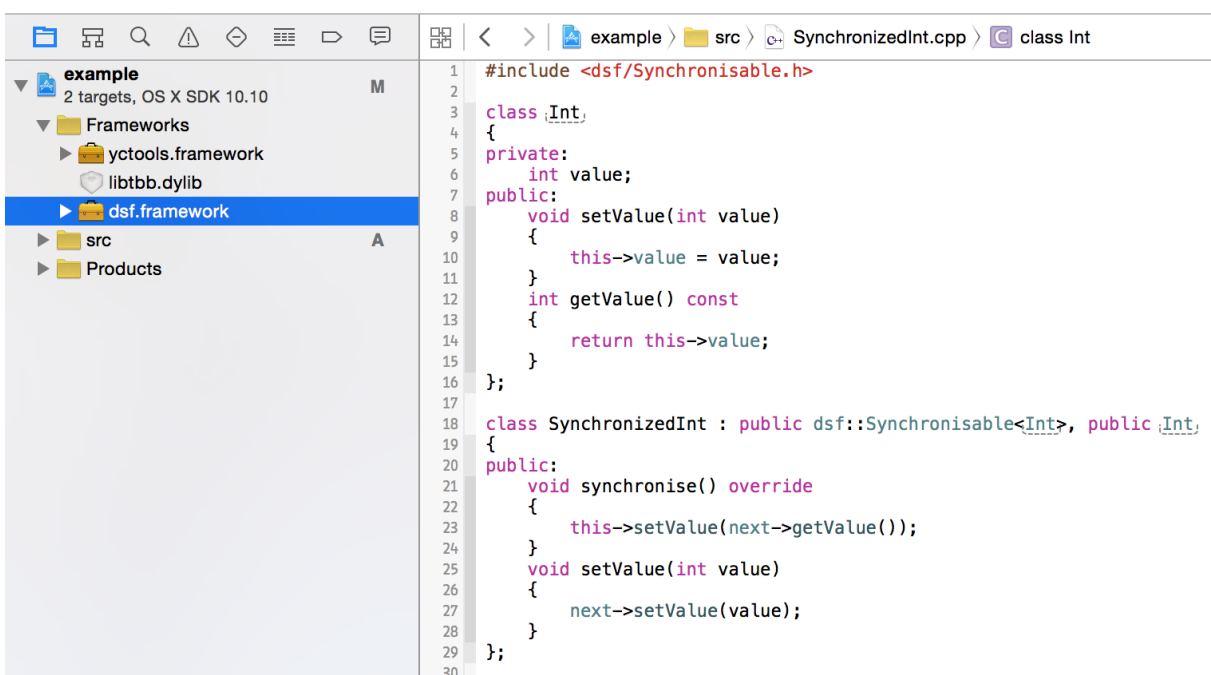 example
2 targets, OS X SDK 10.10
M
Frameworks
yctools.framework
libtbb.dylib
dsf.framework
src
A
Products
example 〉 src 〉 SynchronizedInt.cpp 〉 C class Int
1 #include <dsf/Synchronisable.h>
2
3 class Int
4 {
5 private:
6     int value;
7 public:
8     void setValue(int value)
9     {
10         this->value = value;
11     }
12     int getValue() const
13     {
14         return this->value;
15     }
16 };
17
18 class SynchronizedInt : public dsf::Synchronisable<Int>, public Int
19 {
20 public:
21     void synchronise() override
22     {
23         this->setValue(next->getValue());
24     }
25     void setValue(int value)
26     {
27         next->setValue(value);
28     }
29 };
30